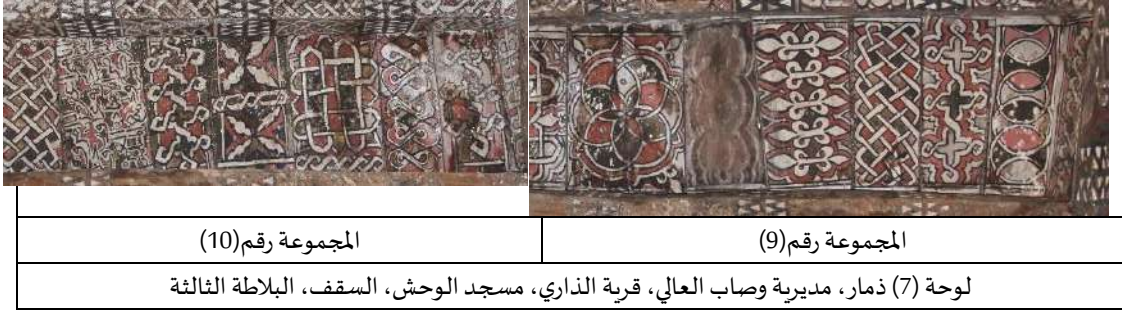 المجموعة رقم(9)
المجموعة رقم(10)
لوحة (7) ذمار، مديرية وصاب العالي، قرية الذاري، مسجد الوحش، السقف، البلاطة الثالثة